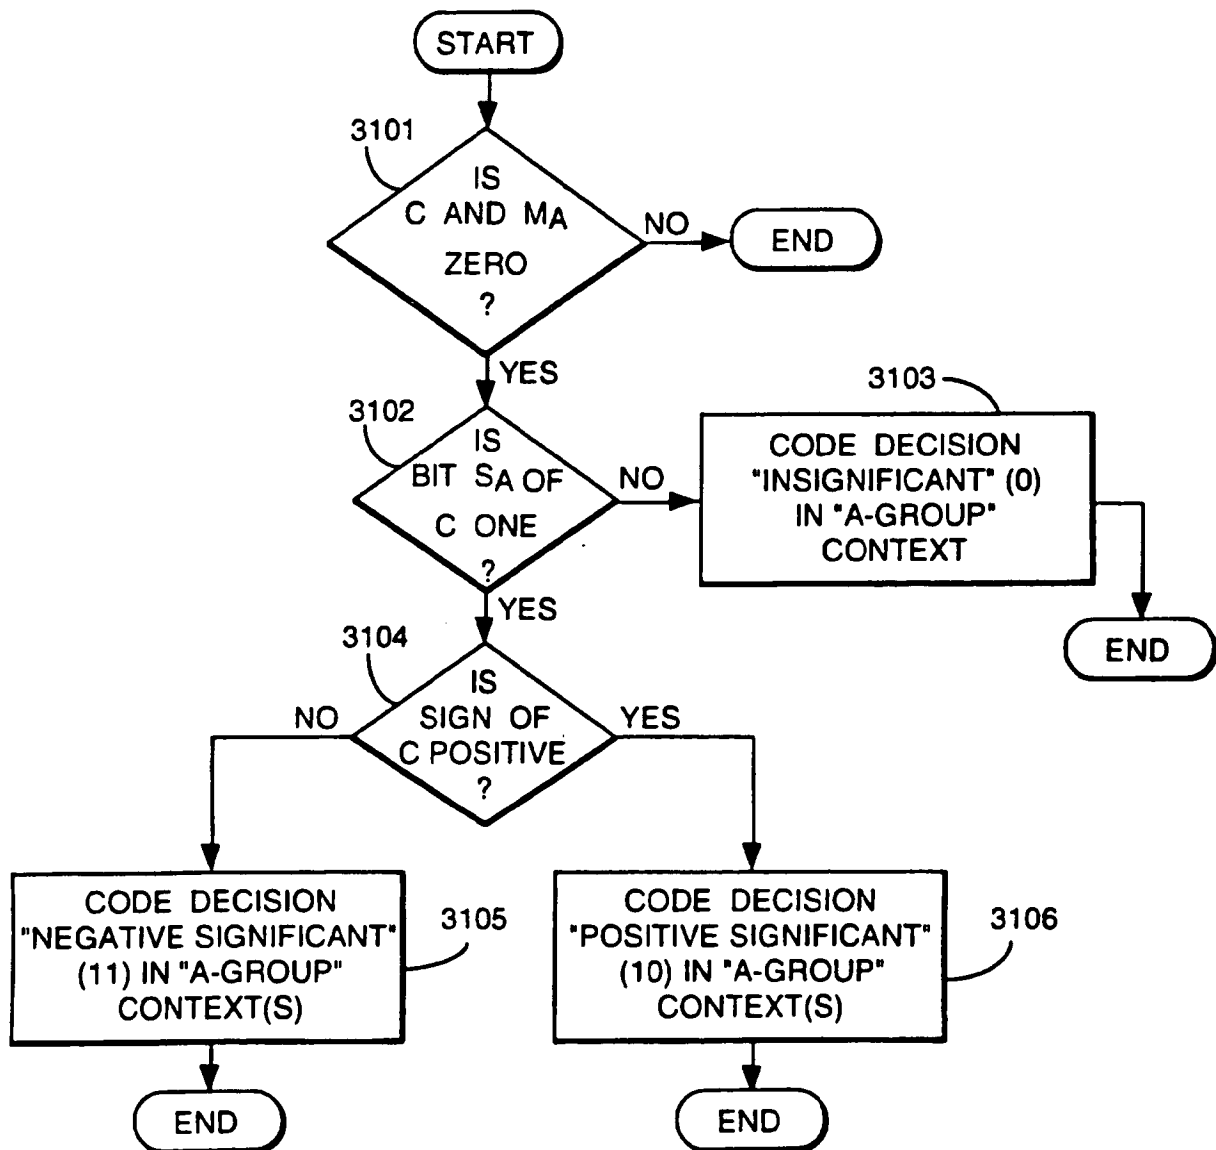 START
3101
IS
C AND MA
ZERO
?
NO
END
YES
3102
IS
BIT SA OF
C ONE
?
NO
3103
CODE DECISION
"INSIGNIFICANT" (0)
IN "A-GROUP"
CONTEXT
END
YES
3104
IS
SIGN OF
C POSITIVE
?
NO
YES
CODE DECISION
"NEGATIVE SIGNIFICANT"
(11) IN "A-GROUP"
CONTEXT(S)
3105
END
CODE DECISION
"POSITIVE SIGNIFICANT"
(10) IN "A-GROUP"
CONTEXT(S)
3106
END